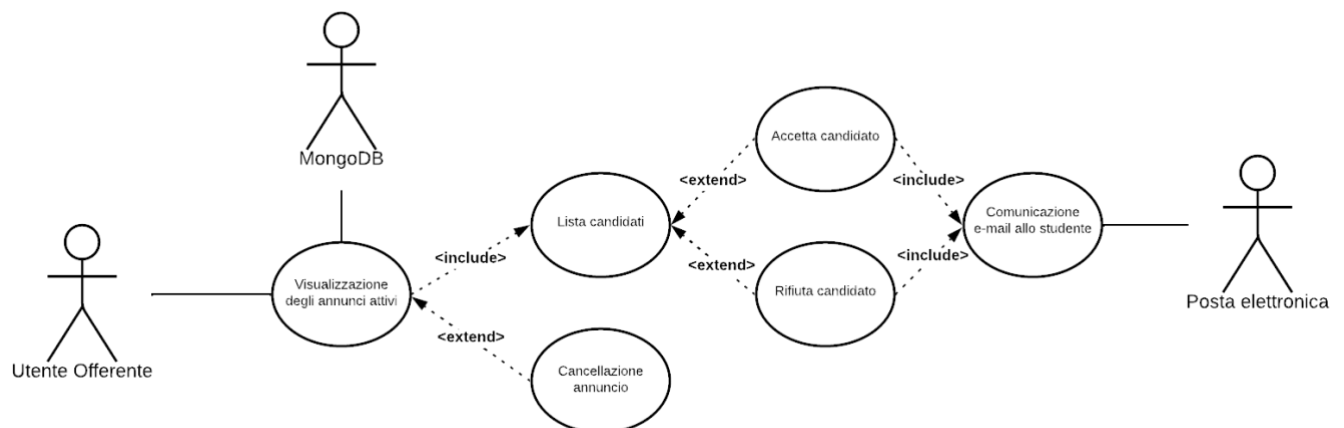 MongoDB
Accetta candidato
<extend>
<include>
Lista candidati
Comunicazione
e-mail allo studente
<include>
<extend>
<include>
Visualizzazione
degli annunci attivi
Rifiuta candidato
Posta elettronica
<extend>
Utente Offerente
Cancellazione
annuncio